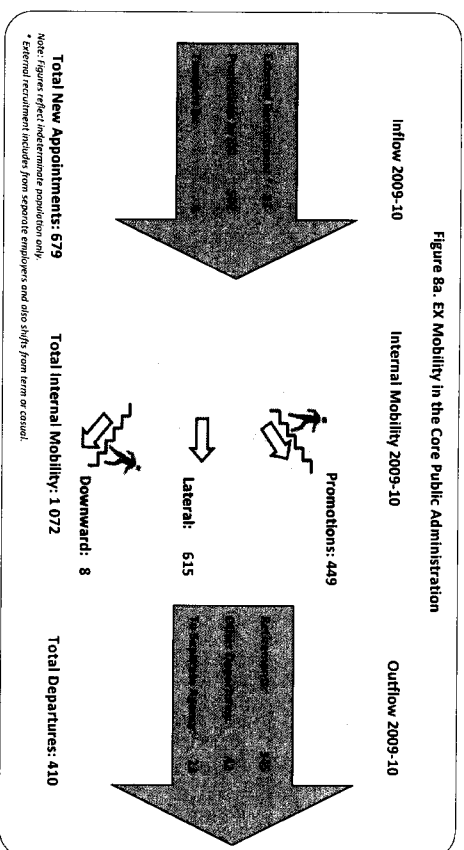 Figure 8a. EX Mobility in the Core Public Administration
Inflow 2009-10
Internal Mobility 2009-10
Outflow 2009-10
Promotions: 449
Lateral: 615
Downward: 8
Total New Appointments: 679
Total Internal Mobility: 1 072
Total Departures: 410
Note: Figures reflect indeterminate population only.
* External recruitment includes from separate employers and also shifts from term or casual.